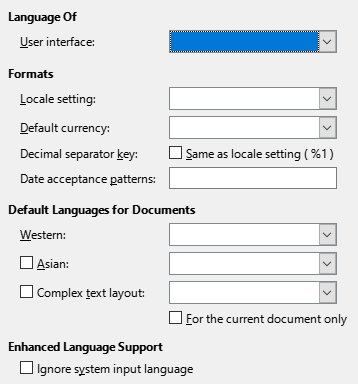 Language Of
User interface:
Formats
Locale setting:
Default currency:
Decimal separator key: Same as locale setting ( %1 )
Date acceptance patterns:
Default Languages for Documents
Western:
Asian:
Complex text layout:
For the current document only
Enhanced Language Support
Ignore system input language